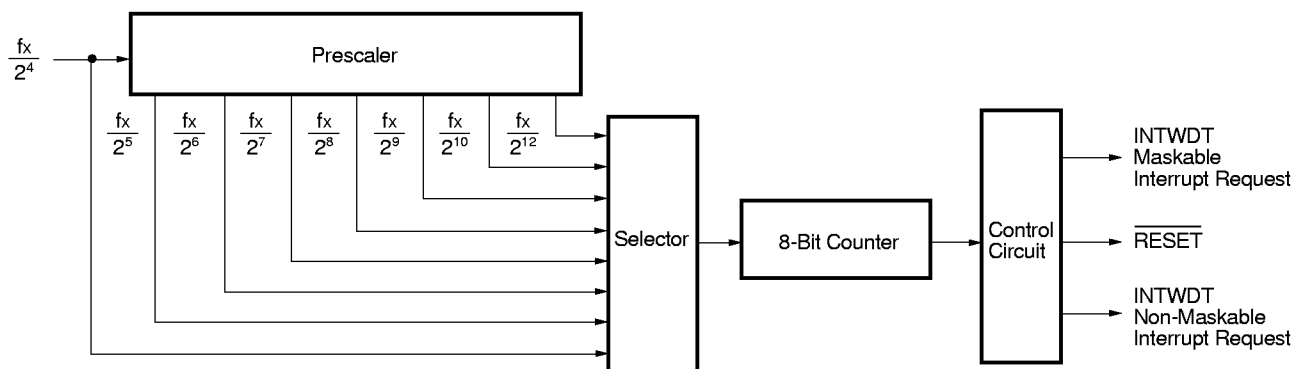 Prescaler
fx
2⁴
fx
2⁵
fx
2⁶
fx
2⁷
fx
2⁸
fx
2⁹
fx
2¹⁰
fx
2¹²
Selector
8-Bit Counter
Control
Circuit
INTWDT
Maskable
Interrupt Request
RESET
INTWDT
Non-Maskable
Interrupt Request